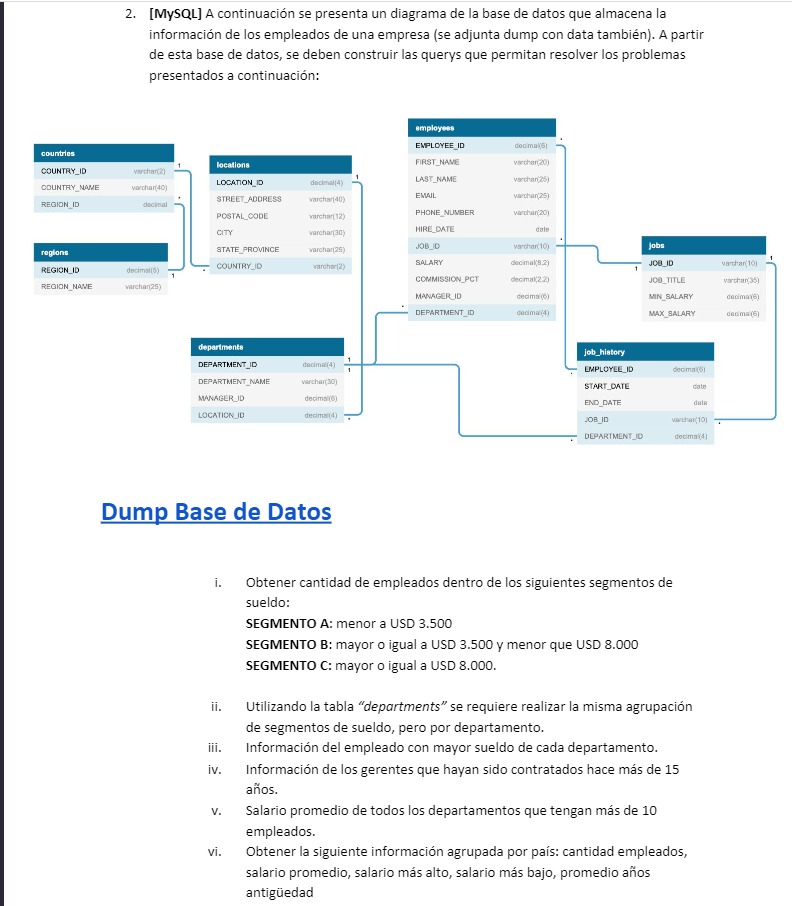 2. [MySQL] A continuación se presenta un diagrama de la base de datos que almacena la
información de los empleados de una empresa (se adjunta dump con data también). A partir
de esta base de datos, se deben construir las querys que permitan resolver los problemas
presentados a continuación:
countries
COUNTRY_ID varchar(2)
COUNTRY_NAME varchar(40)
REGION_ID decimal
regions
REGION_ID decimal(5)
REGION_NAME varchar(25)
locations
LOCATION_ID decimal(4)
STREET_ADDRESS varchar(40)
POSTAL_CODE varchar(12)
CITY varchar(30)
STATE_PROVINCE varchar(25)
COUNTRY_ID varchar(2)
departments
DEPARTMENT_ID decimal(4)
DEPARTMENT_NAME varchar(30)
MANAGER_ID decimal(6)
LOCATION_ID decimal(4)
employees
EMPLOYEE_ID decimal(6)
FIRST_NAME varchar(20)
LAST_NAME varchar(25)
EMAIL varchar(25)
PHONE_NUMBER varchar(20)
HIRE_DATE date
JOB_ID varchar(10)
SALARY decimal(8,2)
COMMISSION_PCT decimal(2,2)
MANAGER_ID decimal(6)
DEPARTMENT_ID decimal(4)
jobs
JOB_ID varchar(10)
JOB_TITLE varchar(35)
MIN_SALARY decimal(6)
MAX_SALARY decimal(6)
job_history
EMPLOYEE_ID decimal(6)
START_DATE date
END_DATE date
JOB_ID varchar(10)
DEPARTMENT_ID decimal(4)
Dump Base de Datos
i. Obtener cantidad de empleados dentro de los siguientes segmentos de
sueldo:
SEGMENTO A: menor a USD 3.500
SEGMENTO B: mayor o igual a USD 3.500 y menor que USD 8.000
SEGMENTO C: mayor o igual a USD 8.000.
ii. Utilizando la tabla “departments” se requiere realizar la misma agrupación
de segmentos de sueldo, pero por departamento.
iii. Información del empleado con mayor sueldo de cada departamento.
iv. Información de los gerentes que hayan sido contratados hace más de 15
años.
v. Salario promedio de todos los departamentos que tengan más de 10
empleados.
vi. Obtener la siguiente información agrupada por país: cantidad empleados,
salario promedio, salario más alto, salario más bajo, promedio años
antigüedad